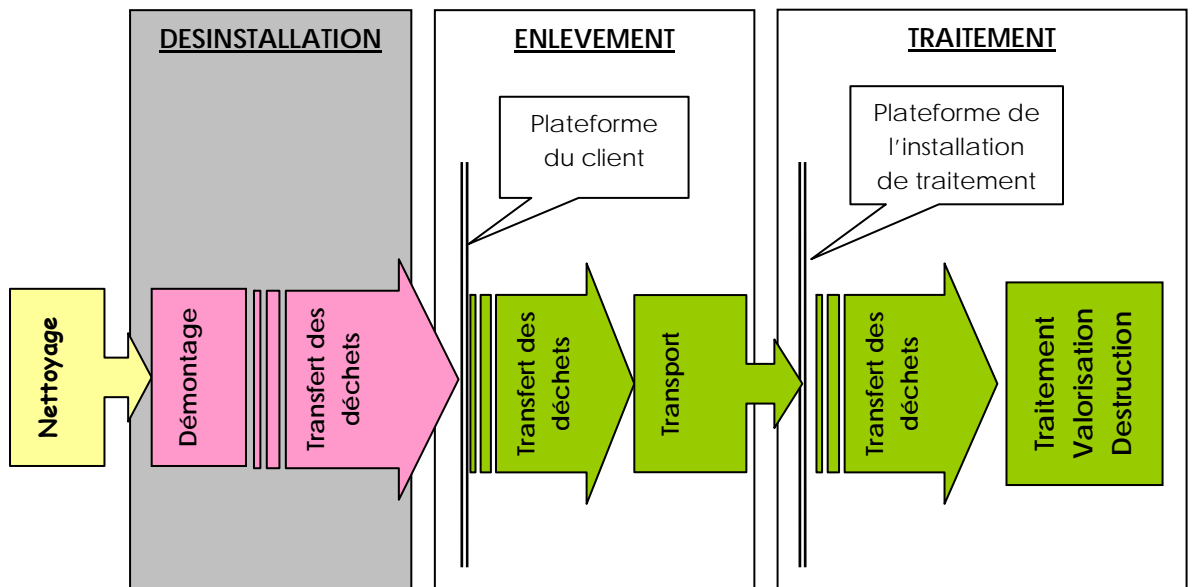 DESINSTALLATION
ENLEVEMENT
TRAITEMENT
Plateforme
du client
Plateforme de
l'installation
de traitement
Nettoyage
Démontage
Transfert des
déchets
Transfert des
déchets
Transport
Transfert des
déchets
Traitement
Valorisation
Destruction